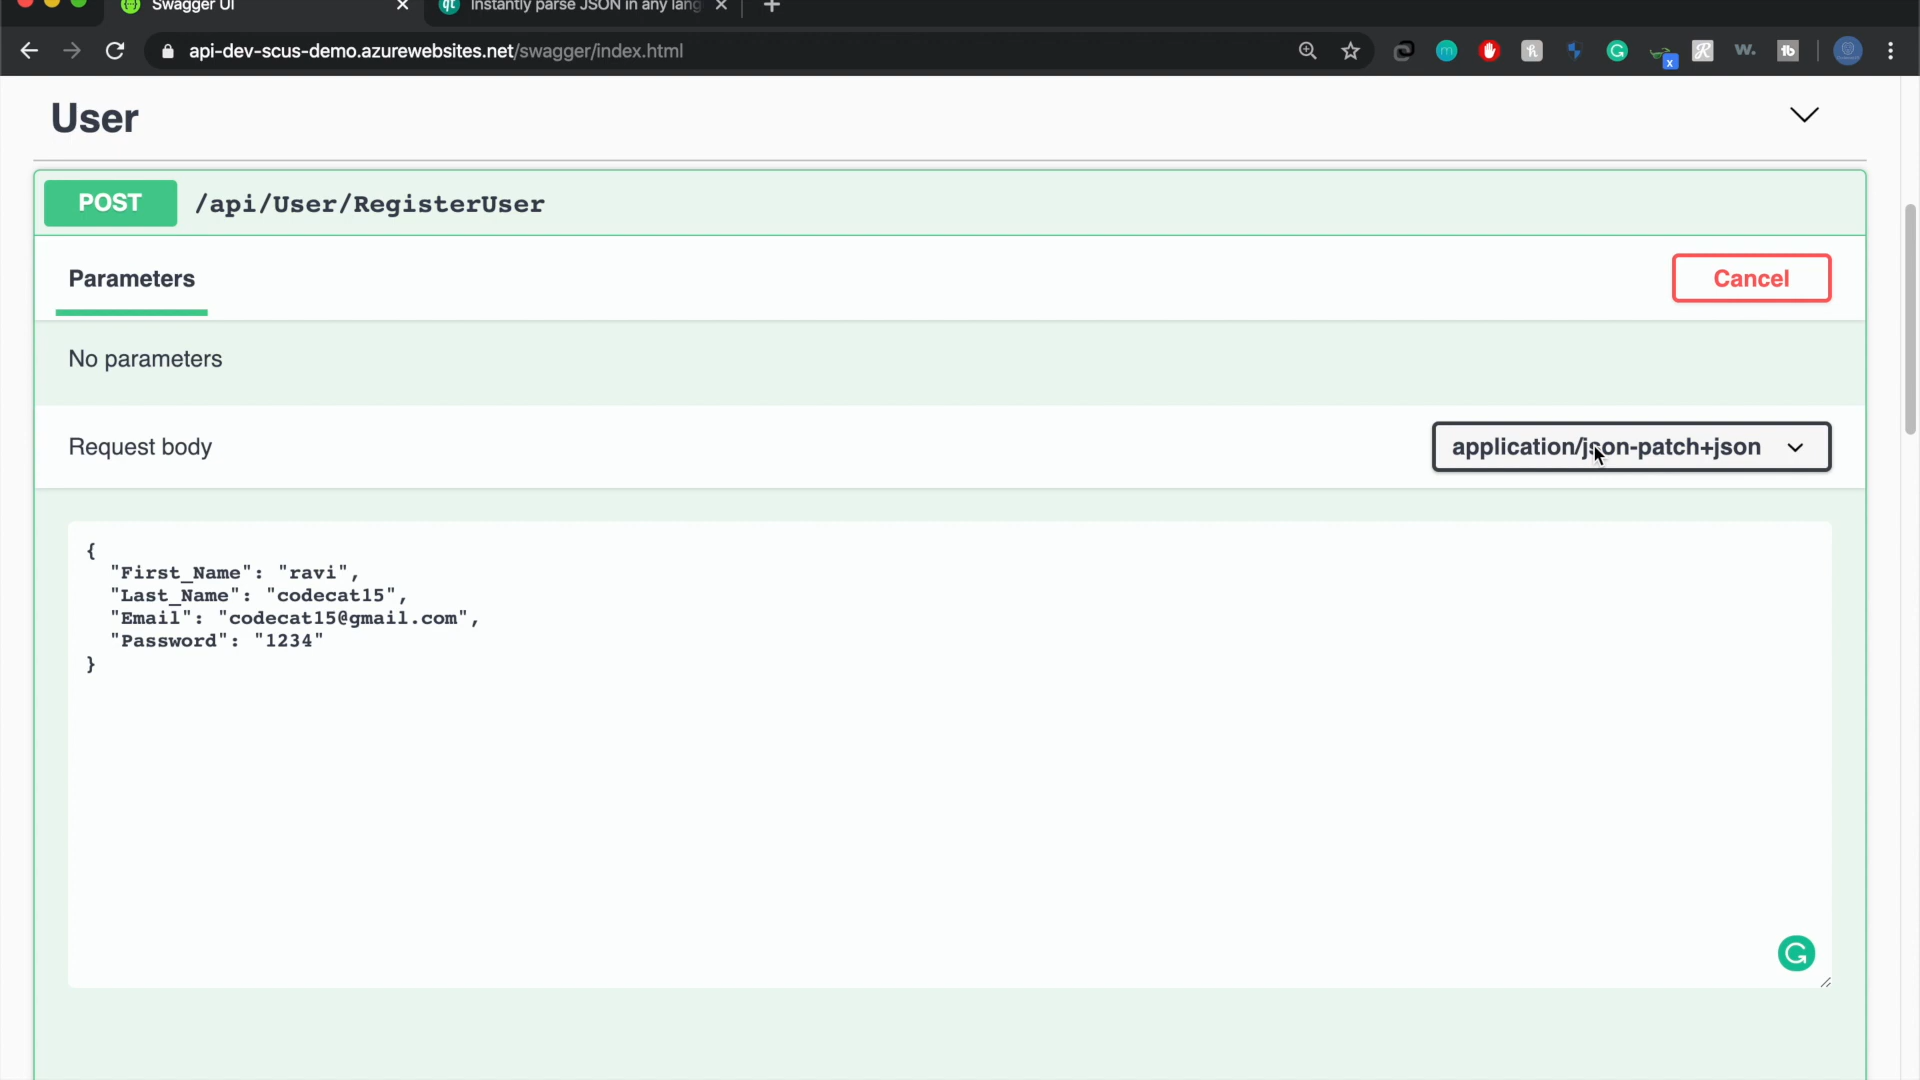 Swagger UI
Instantly parse JSON in any lang
api-dev-scus-demo.azurewebsites.net/swagger/index.html
User
POST /api/User/RegisterUser
Parameters
Cancel
No parameters
Request body
application/json-patch+json
{
"First_Name": "ravi",
"Last_Name": "codecat15",
"Email": "codecat15@gmail.com",
"Password": "1234"
}